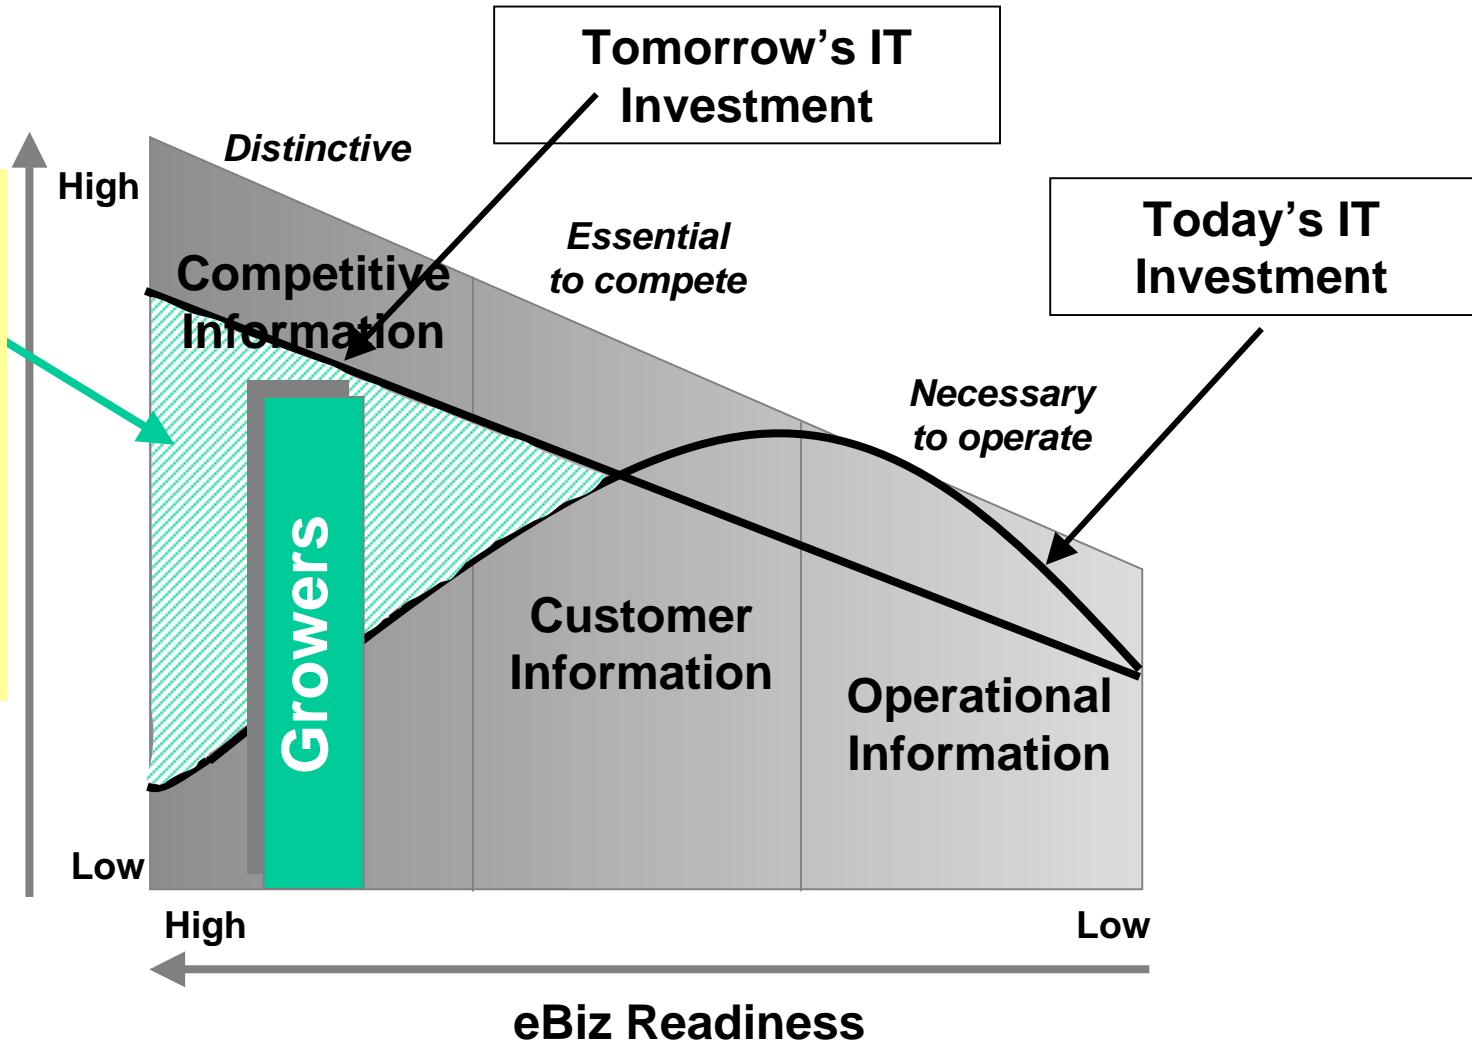 Tomorrow’s IT
Investment
Distinctive
High
Essential
to compete
Today’s IT
Investment
Competitive
Information
Necessary
to operate
Growers
Customer
Information
Operational
Information
Low
High
Low
eBiz Readiness